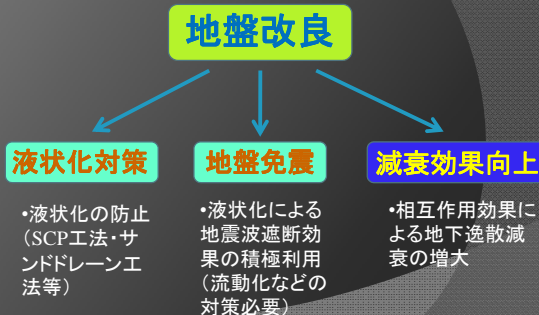 地盤改良
液状化対策
地盤免震
減衰効果向上
•液状化の防止
（SCP工法・サ
ンドドレーン工
法等）
•液状化による
地震波遮断効
果の積極利用
（流動化などの
対策必要）
•相互作用効果に
よる地下逸散減
衰の増大